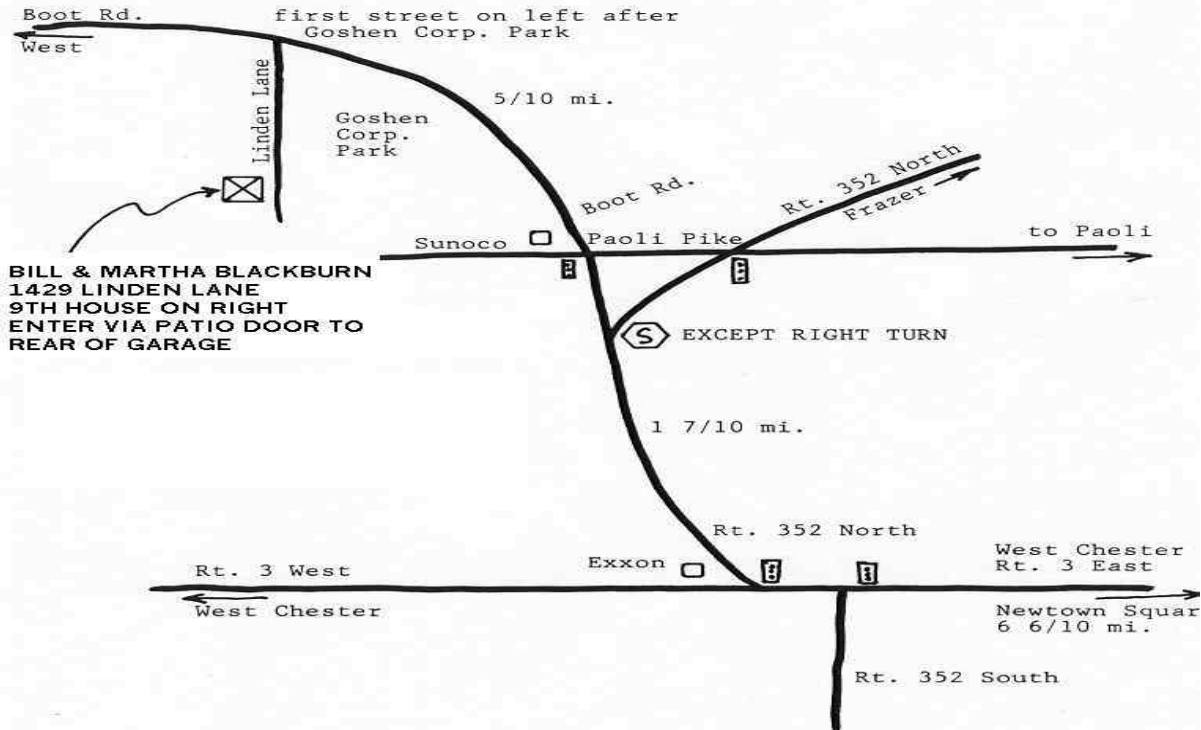 Boot Rd.
West
first street on left after
Goshen Corp. Park
Linden Lane
5/10 mi.
Goshen
Corp.
Park
Boot Rd.
Rt. 352 North
Frazer
Sunoco
Paoli Pike
to Paoli
BILL & MARTHA BLACKBURN
1429 LINDEN LANE
9TH HOUSE ON RIGHT
ENTER VIA PATIO DOOR TO
REAR OF GARAGE
S
EXCEPT RIGHT TURN
1 7/10 mi.
Rt. 352 North
Exxon
Rt. 3 West
West Chester
West Chester
Rt. 3 East
Newtown Squar
6 6/10 mi.
Rt. 352 South